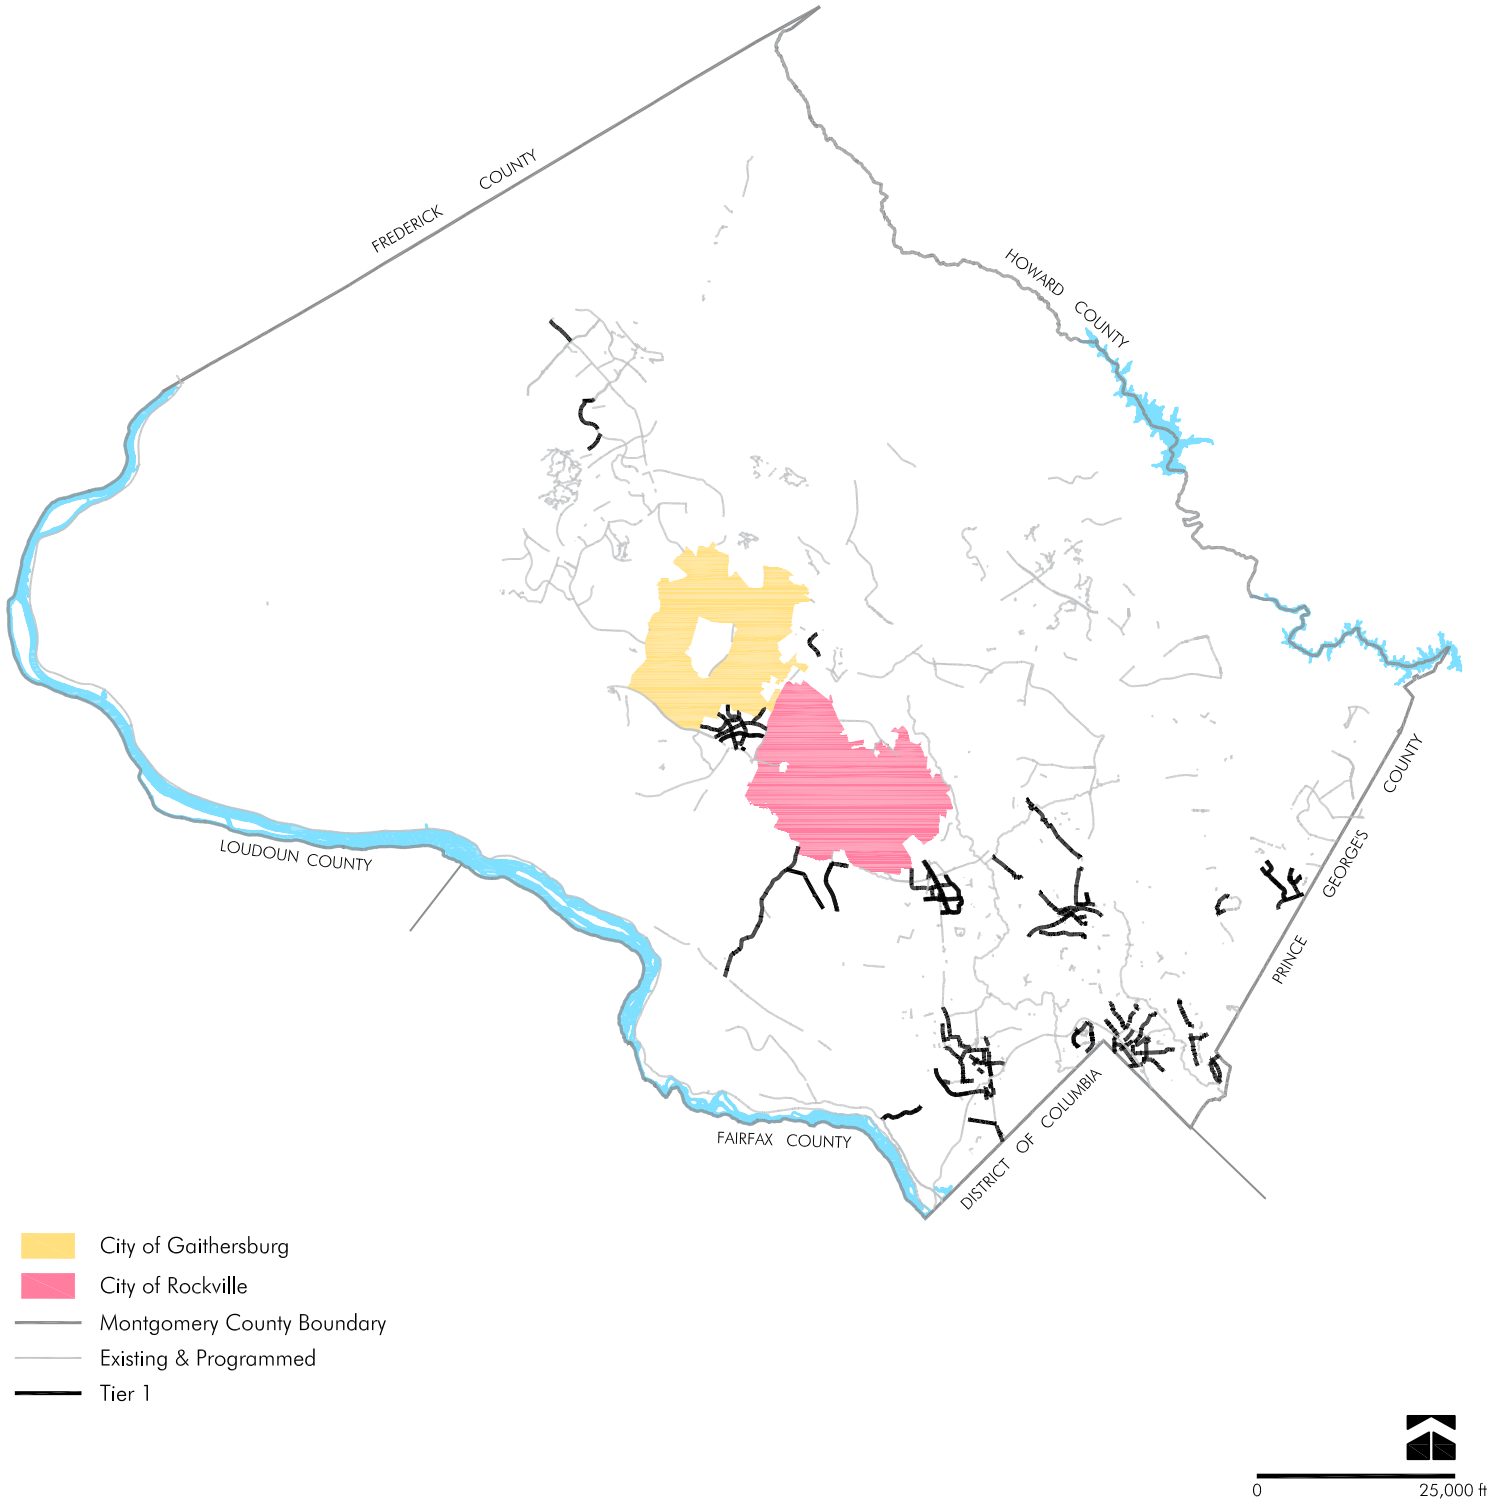 FREDERICK COUNTY
HOWARD COUNTY
LOUDOUN COUNTY
PRINCE GEORGE'S COUNTY
FAIRFAX COUNTY
DISTRICT OF COLUMBIA
City of Gaithersburg
City of Rockville
Montgomery County Boundary
Existing & Programmed
Tier 1
0 25,000 ft